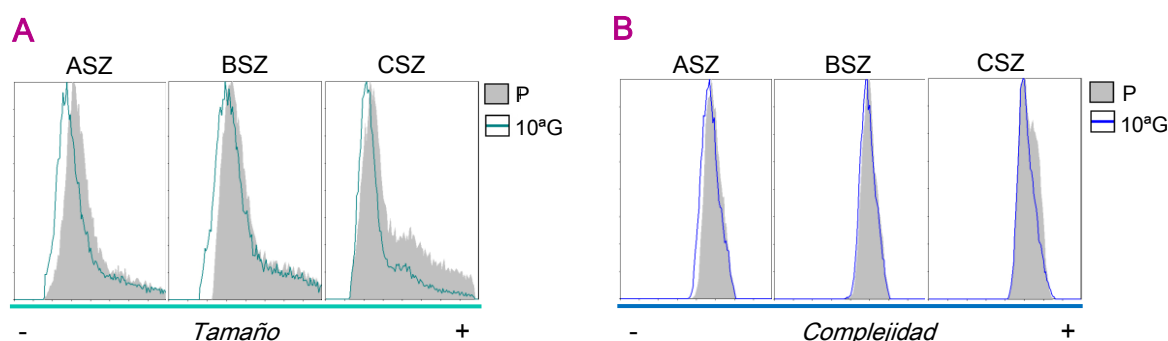 A
ASZ BSZ CSZ
P
10ªG
- Tamaño +
B
ASZ BSZ CSZ
P
10ªG
- Complejidad +